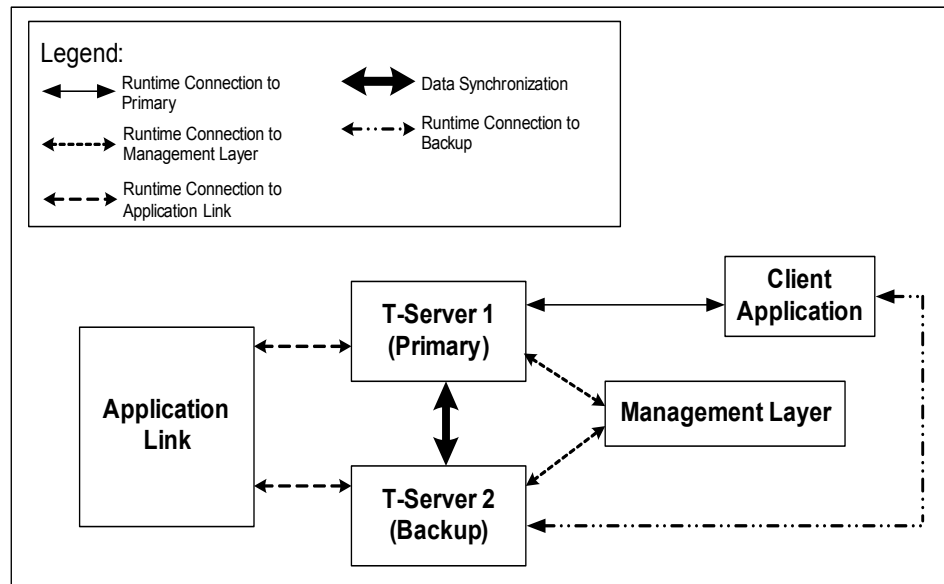 Legend:
Runtime Connection to
Primary
Runtime Connection to
Management Layer
Runtime Connection to
Application Link
Data Synchronization
Runtime Connection to
Backup
Client
Application
T-Server 1
(Primary)
Application
Link
Management Layer
T-Server 2
(Backup)